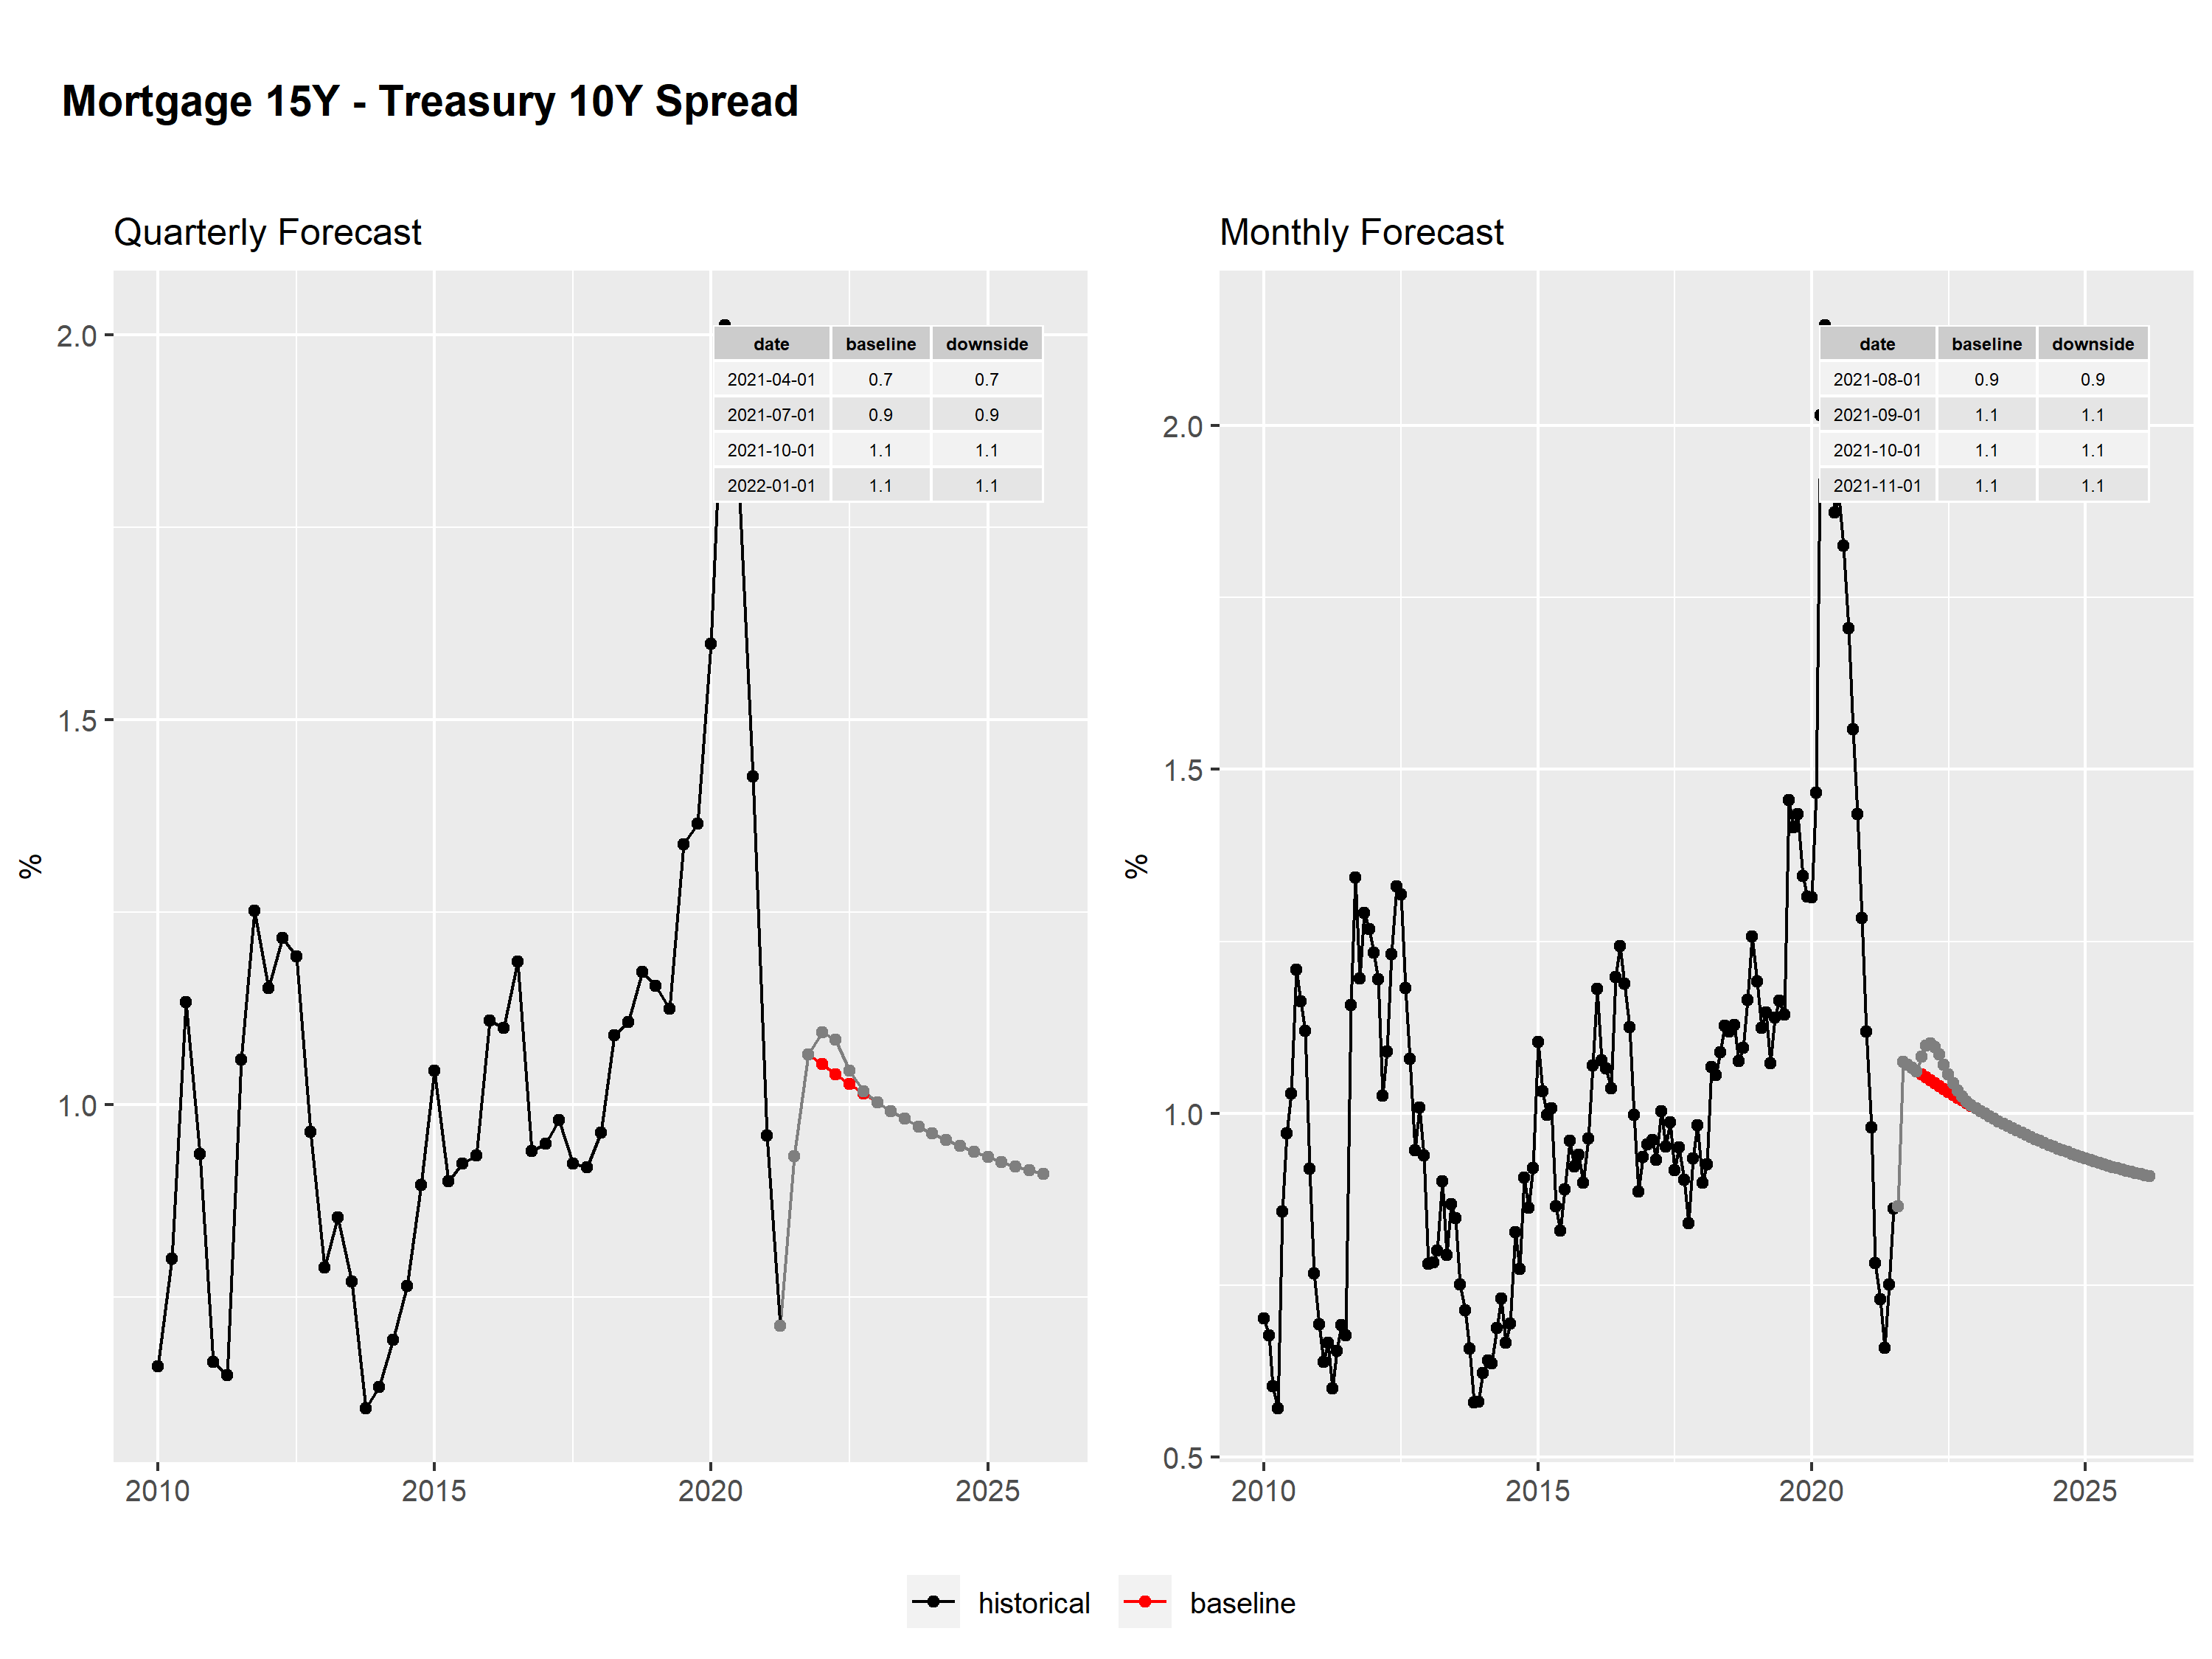 Mortgage 15Y - Treasury 10Y Spread
Quarterly Forecast
%
2.0
1.5
1.0
date baseline downside
2021-04-01 0.7 0.7
2021-07-01 0.9 0.9
2021-10-01 1.1 1.1
2022-01-01 1.1 1.1
2010 2015 2020 2025
Monthly Forecast
%
2.0
1.5
1.0
0.5
date baseline downside
2021-08-01 0.9 0.9
2021-09-01 1.1 1.1
2021-10-01 1.1 1.1
2021-11-01 1.1 1.1
2010 2015 2020 2025
historical baseline